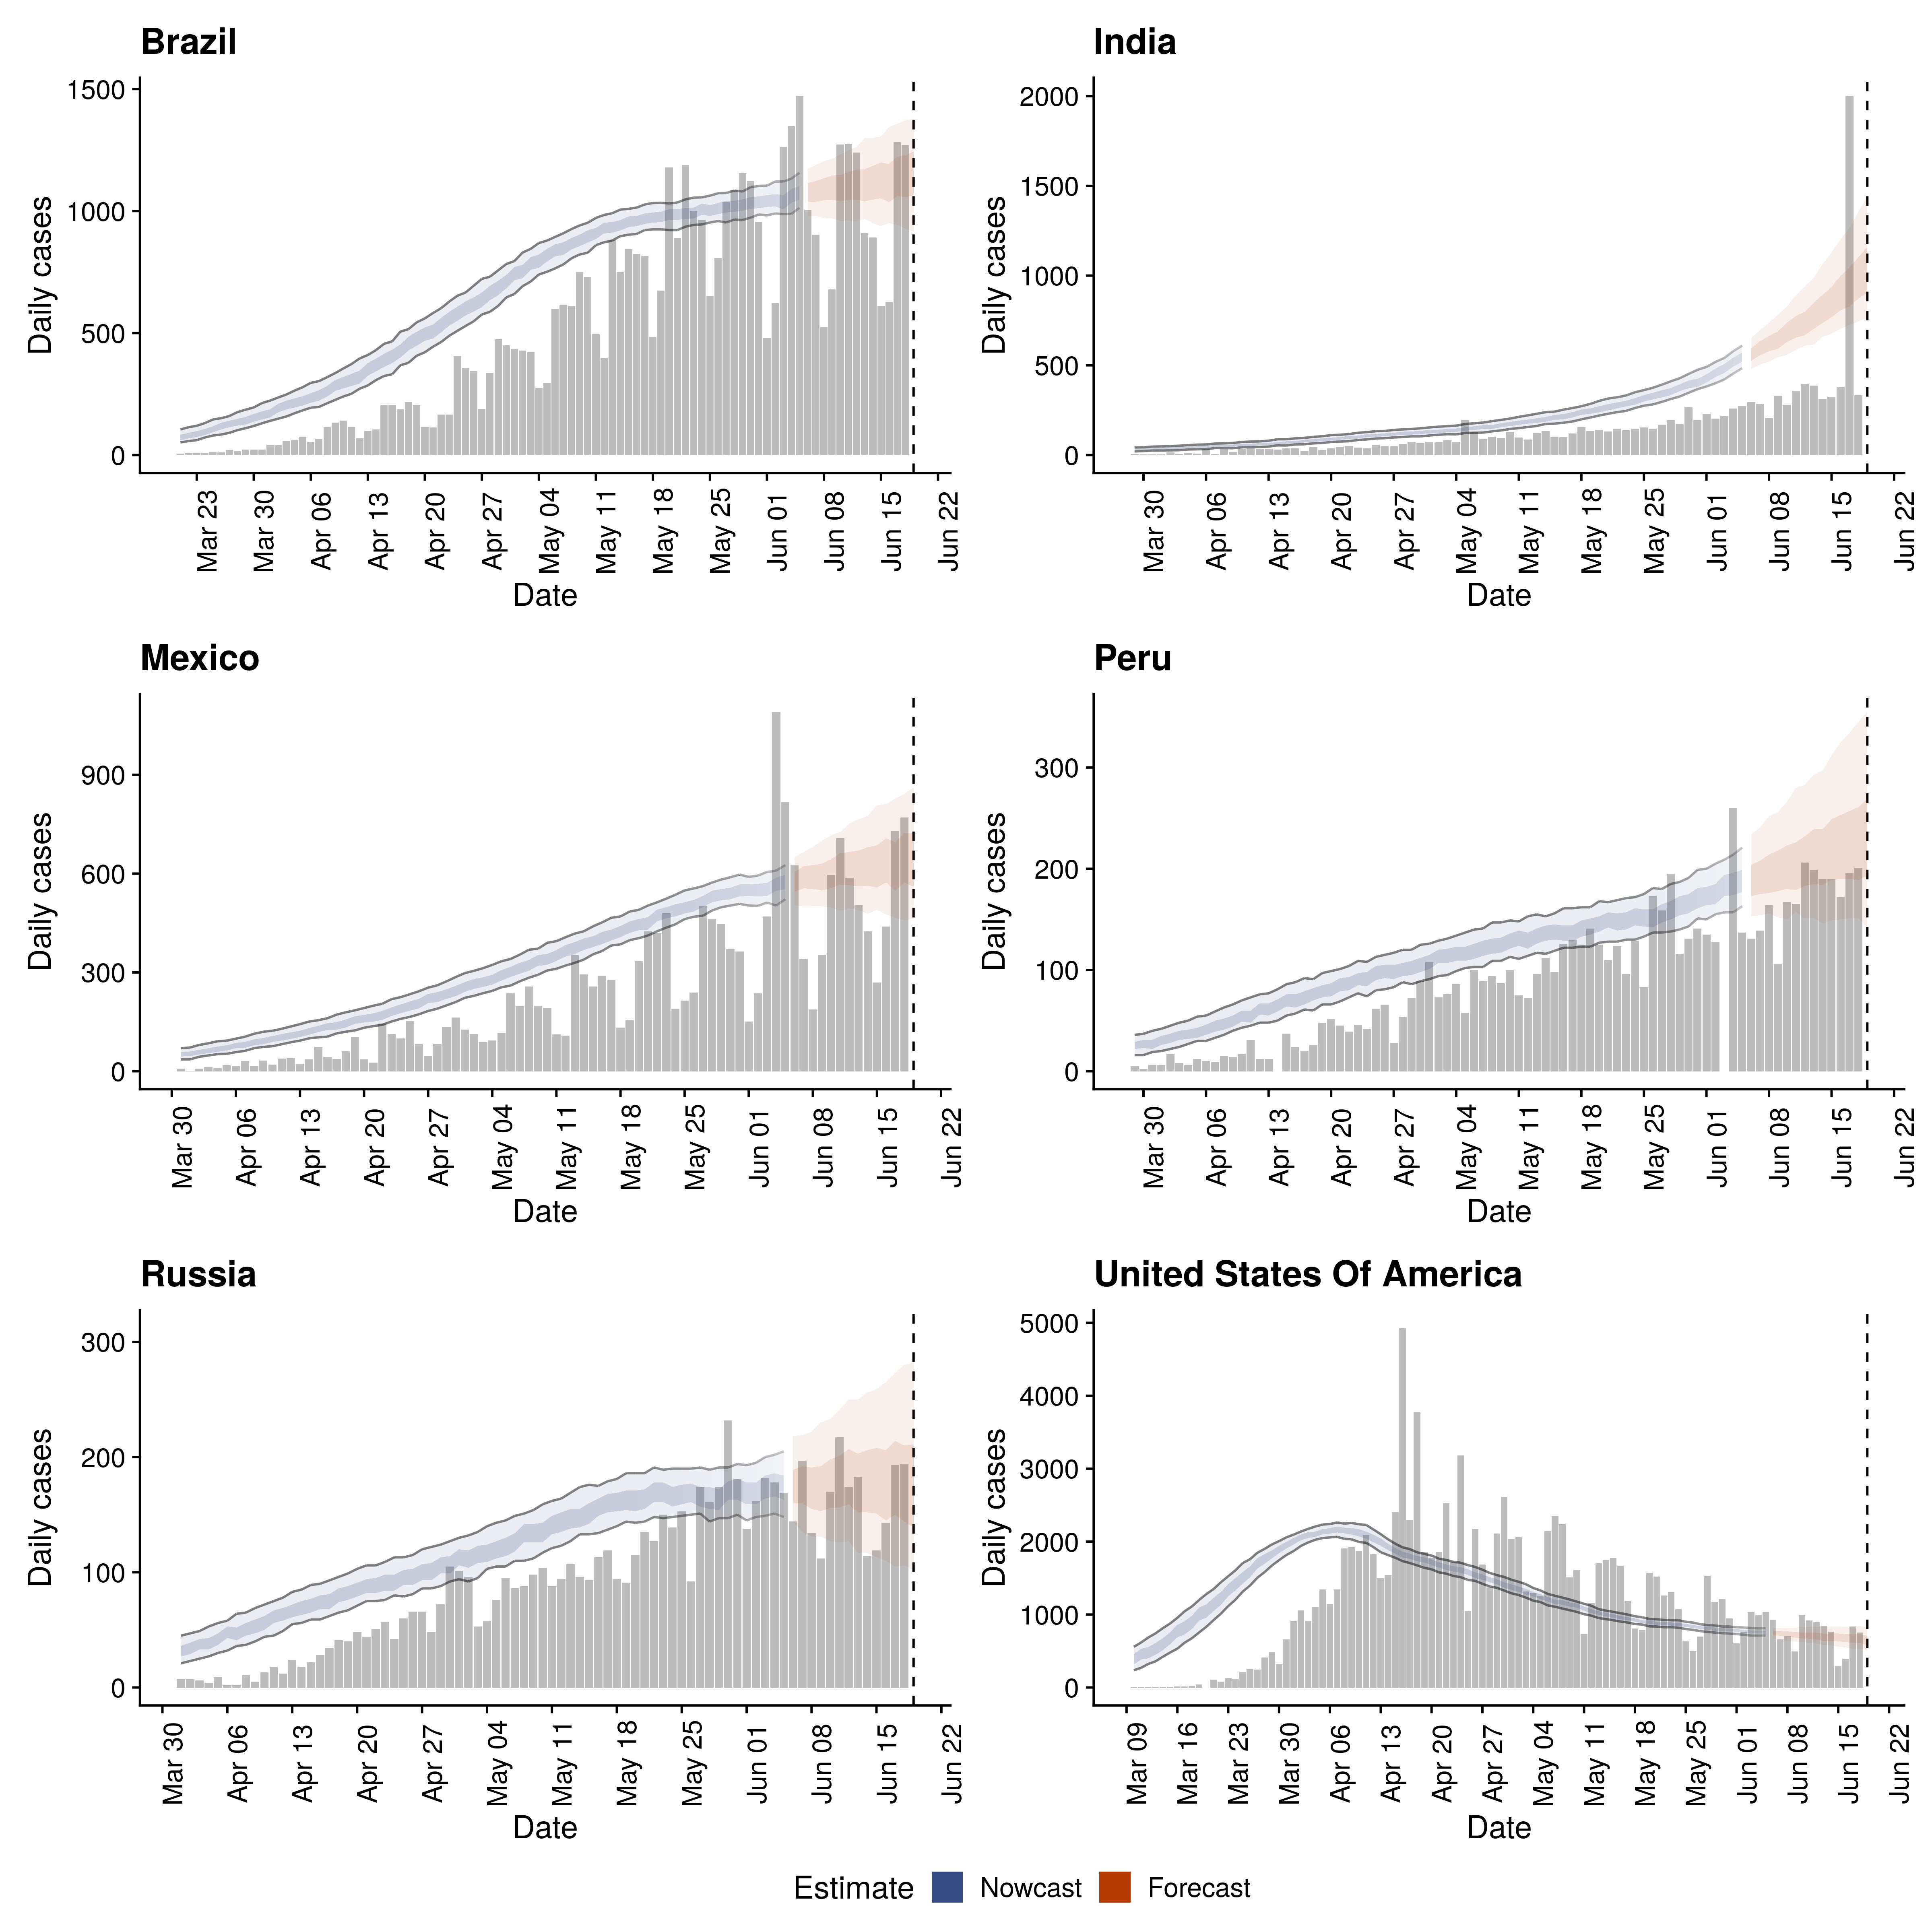 Brazil
Daily cases
1500
1000
500
0
Mar 23
Mar 30
Apr 06
Apr 13
Apr 20
Apr 27
May 04
May 11
May 18
May 25
Jun 01
Jun 08
Jun 15
Jun 22
Date
India
Daily cases
2000
1500
1000
500
0
Mar 30
Apr 06
Apr 13
Apr 20
Apr 27
May 04
May 11
May 18
May 25
Jun 01
Jun 08
Jun 15
Jun 22
Date
Mexico
Daily cases
900
600
300
0
Mar 30
Apr 06
Apr 13
Apr 20
Apr 27
May 04
May 11
May 18
May 25
Jun 01
Jun 08
Jun 15
Jun 22
Date
Peru
Daily cases
300
200
100
0
Mar 30
Apr 06
Apr 13
Apr 20
Apr 27
May 04
May 11
May 18
May 25
Jun 01
Jun 08
Jun 15
Jun 22
Date
Russia
Daily cases
300
200
100
0
Mar 30
Apr 06
Apr 13
Apr 20
Apr 27
May 04
May 11
May 18
May 25
Jun 01
Jun 08
Jun 15
Jun 22
Date
United States Of America
Daily cases
5000
4000
3000
2000
1000
0
Mar 09
Mar 16
Mar 23
Mar 30
Apr 06
Apr 13
Apr 20
Apr 27
May 04
May 11
May 18
May 25
Jun 01
Jun 08
Jun 15
Jun 22
Date
Estimate Nowcast Forecast